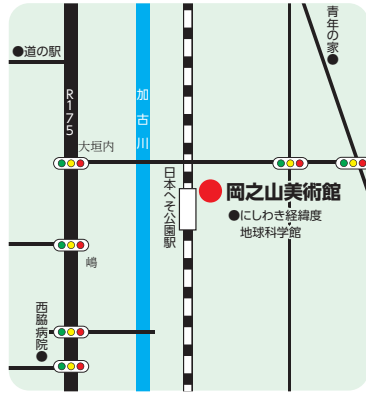 青年の家
道の駅
R175
加古川
大垣内
日本へそ公園駅
岡之山美術館
にしわき経緯度
地球科学館
嶋
西脇病院